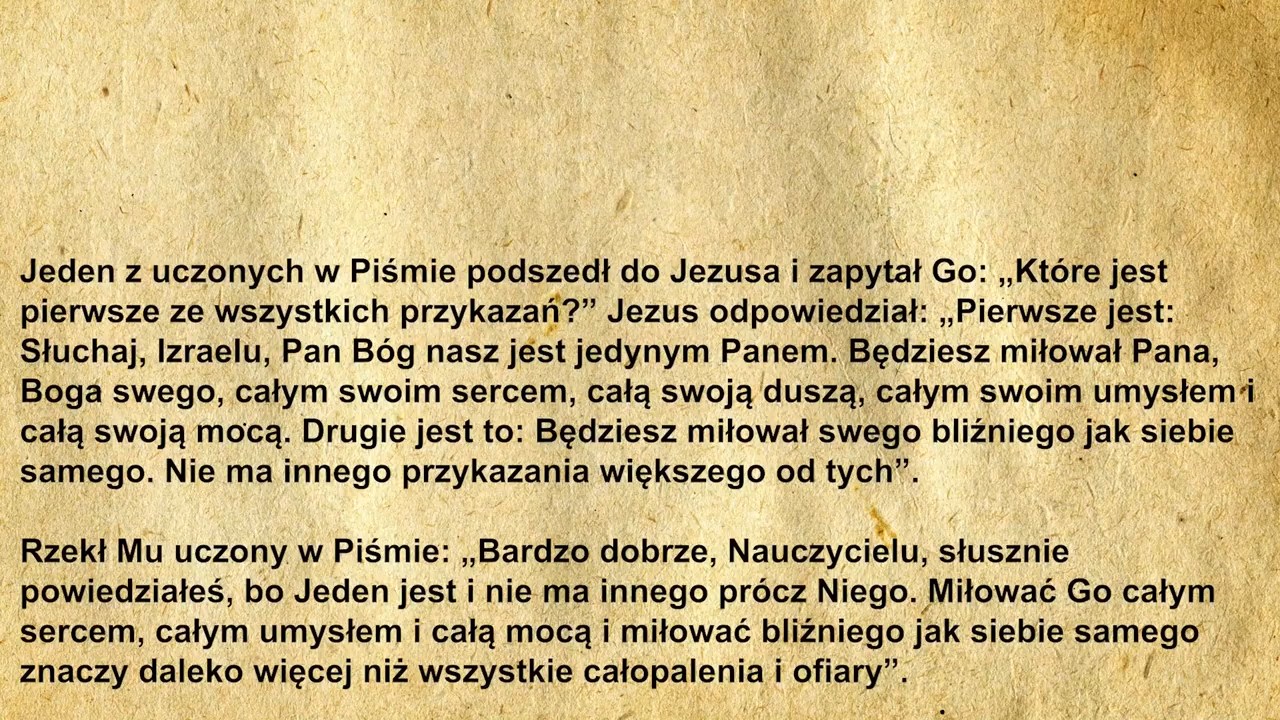 Jeden z uczonych w Piśmie podszedł do Jezusa i zapytał Go: „Które jest
pierwsze ze wszystkich przykazań?” Jezus odpowiedział: „Pierwsze jest:
Słuchaj, Izraelu, Pan Bóg nasz jest jedynym Panem. Będziesz miłował Pana,
Boga swego, całym swoim sercem, całą swoją duszą, całym swoim umysłem i
całą swoją mocą. Drugie jest to: Będziesz miłował swego bliźniego jak siebie
samego. Nie ma innego przykazania większego od tych”.
Rzekł Mu uczony w Piśmie: „Bardzo dobrze, Nauczycielu, słusznie
powiedziałeś, bo Jeden jest i nie ma innego prócz Niego. Miłować Go całym
sercem, całym umysłem i całą mocą i miłować bliźniego jak siebie samego
znaczy daleko więcej niż wszystkie całopalenia i ofiary”.